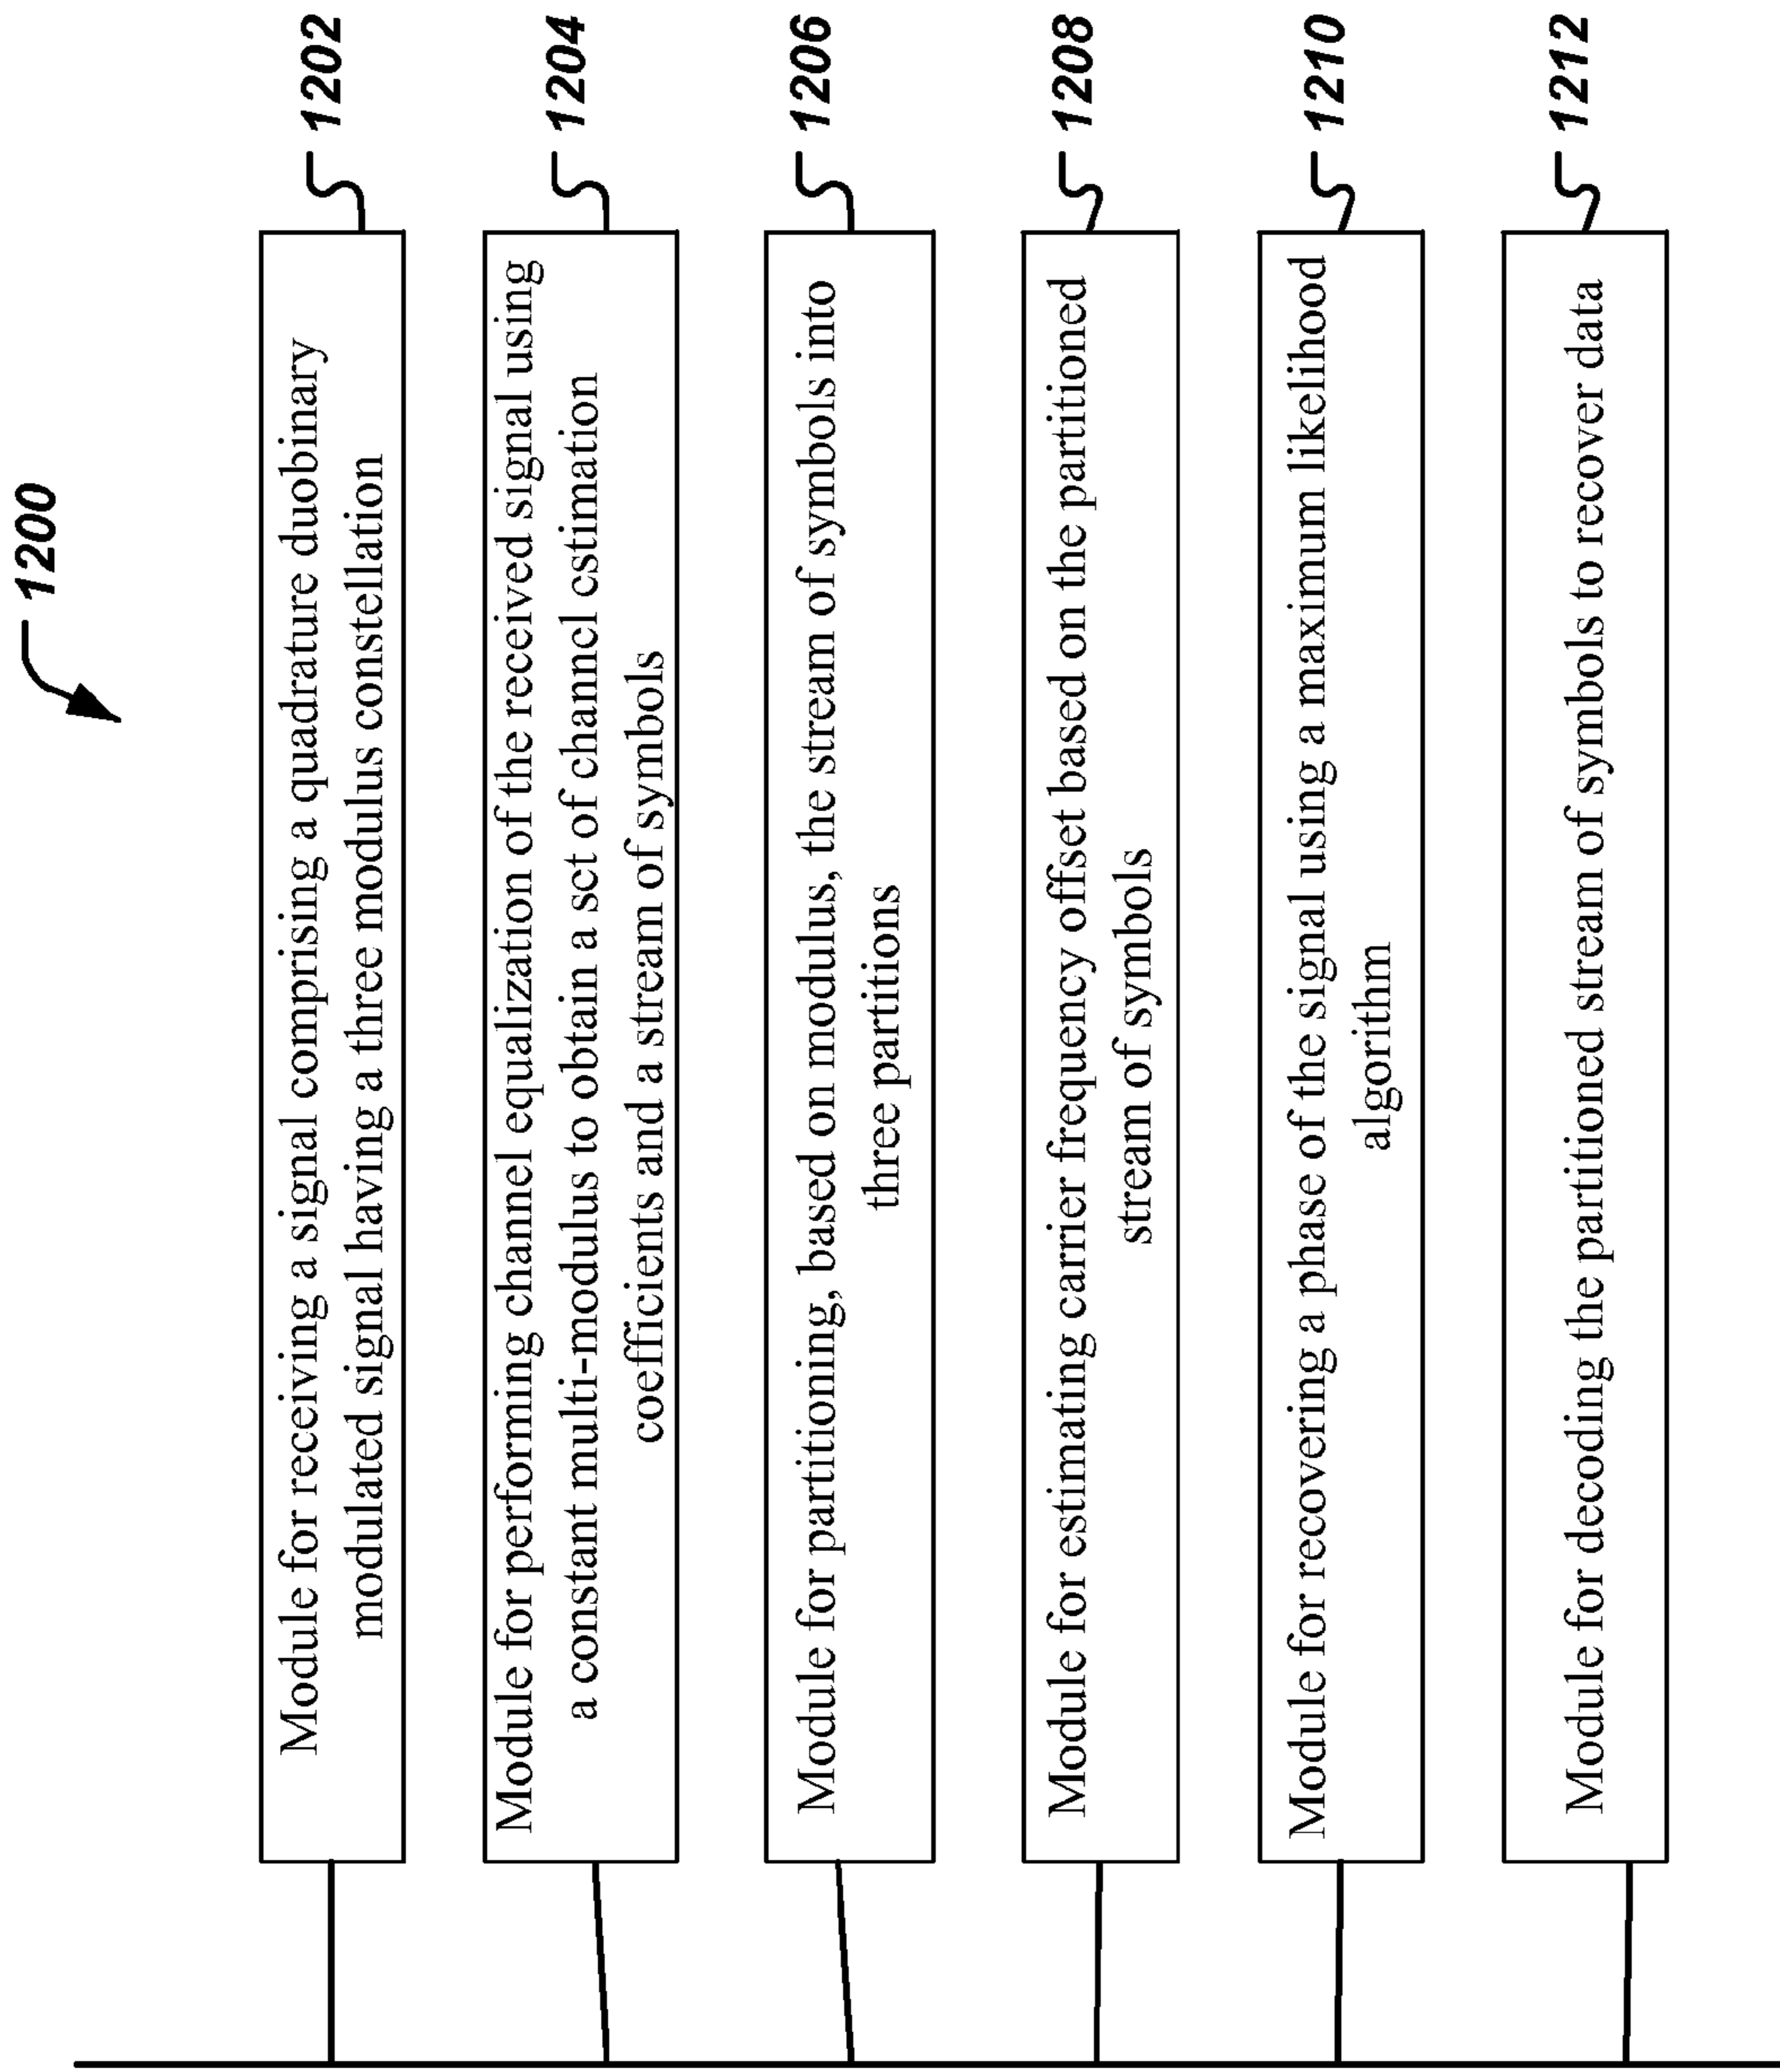 1200
Module for receiving a signal comprising a quadrature duobinary
modulated signal having a three modulus constellation
1202
Module for performing channel equalization of the received signal using
a constant multi-modulus to obtain a set of channel estimation
coefficients and a stream of symbols
1204
Module for partitioning, based on modulus, the stream of symbols into
three partitions
1206
Module for estimating carrier frequency offset based on the partitioned
stream of symbols
1208
Module for recovering a phase of the signal using a maximum likelihood
algorithm
1210
Module for decoding the partitioned stream of symbols to recover data
1212